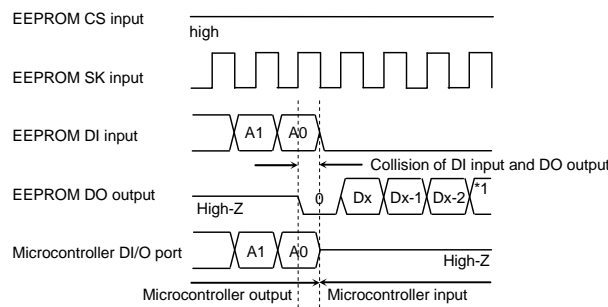 EEPROM CS input
high
EEPROM SK input
EEPROM DI input
A1 A0
Collision of DI input and DO output
EEPROM DO output
High-Z
0 Dx Dx-1 Dx-2 *1
Microcontroller DI/O port
A1 A0
High-Z
Microcontroller output Microcontroller input